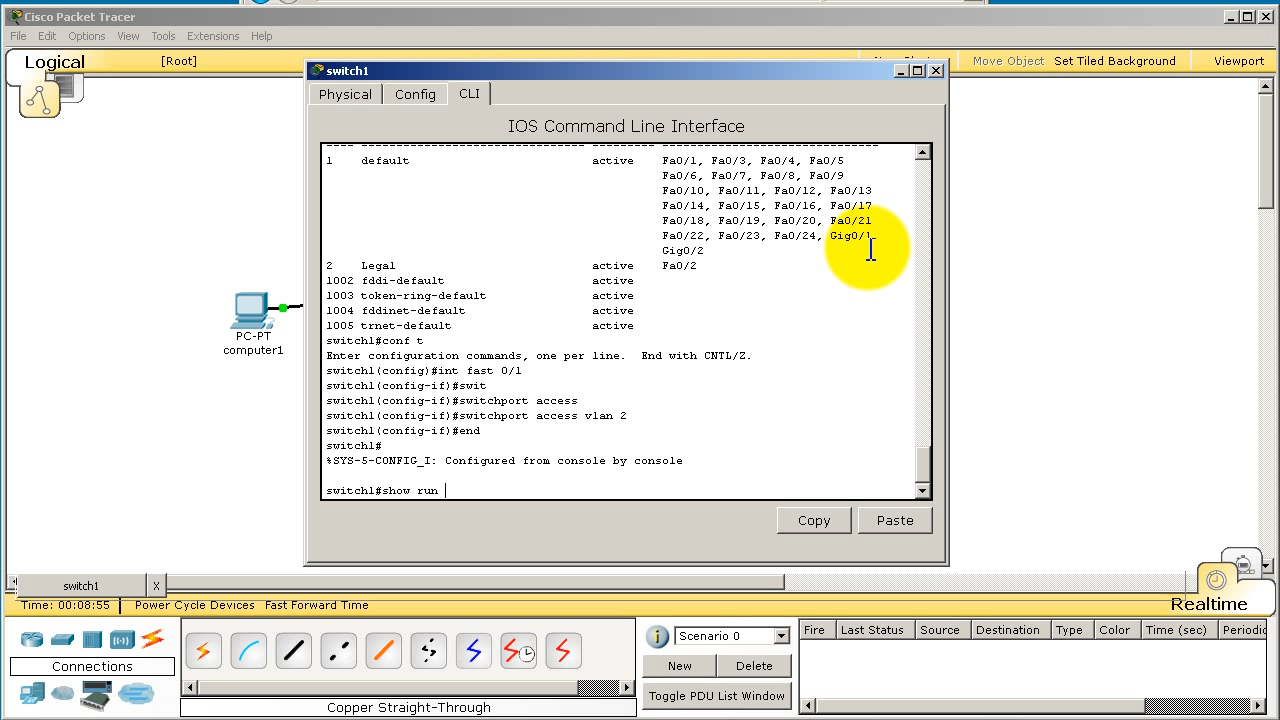 Cisco Packet Tracer
File Edit Options View Tools Extensions Help
Logical
[Root]
Move Object Set Tiled Background Viewport
switch1
Physical Config CLI
IOS Command Line Interface
1 default active Fa0/1, Fa0/3, Fa0/4, Fa0/5
Fa0/6, Fa0/7, Fa0/8, Fa0/9
Fa0/10, Fa0/11, Fa0/12, Fa0/13
Fa0/14, Fa0/15, Fa0/16, Fa0/17
Fa0/18, Fa0/19, Fa0/20, Fa0/21
Fa0/22, Fa0/23, Fa0/24, Gig0/1
Gig0/2
2 Legal active Fa0/2
1002 fddi-default active
1003 token-ring-default active
1004 fddinet-default active
1005 trnet-default active
switch1#conf t
Enter configuration commands, one per line. End with CNTL/Z.
switch1(config)#int fast 0/1
switch1(config-if)#swit
switch1(config-if)#switchport access
switch1(config-if)#switchport access vlan 2
switch1(config-if)#end
switch1#
%SYS-5-CONFIG_I: Configured from console by console
switch1#show run
Copy Paste
PC-PT
computer1
switch1 X
Time: 00:08:55 Power Cycle Devices Fast Forward Time
Realtime
Connections
Copper Straight-Through
Scenario 0
New Delete
Toggle PDU List Window
Fire Last Status Source Destination Type Color Time (sec) Periodi